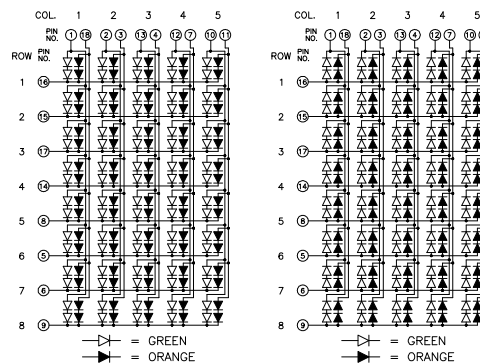 COL. 1 2 3 4 5
PIN NO. 1 18 2 3 13 4 12 7 10 11
ROW PIN NO.
1 16
2 15
3 17
4 14
5 8
6 5
7 6
8 9
= GREEN
= ORANGE
COL. 1 2 3 4 5
PIN NO. 1 18 2 3 13 4 12 7 10
ROW PIN NO.
1 16
2 15
3 17
4 14
5 8
6 5
7 6
8 9
= GREEN
= ORANGE